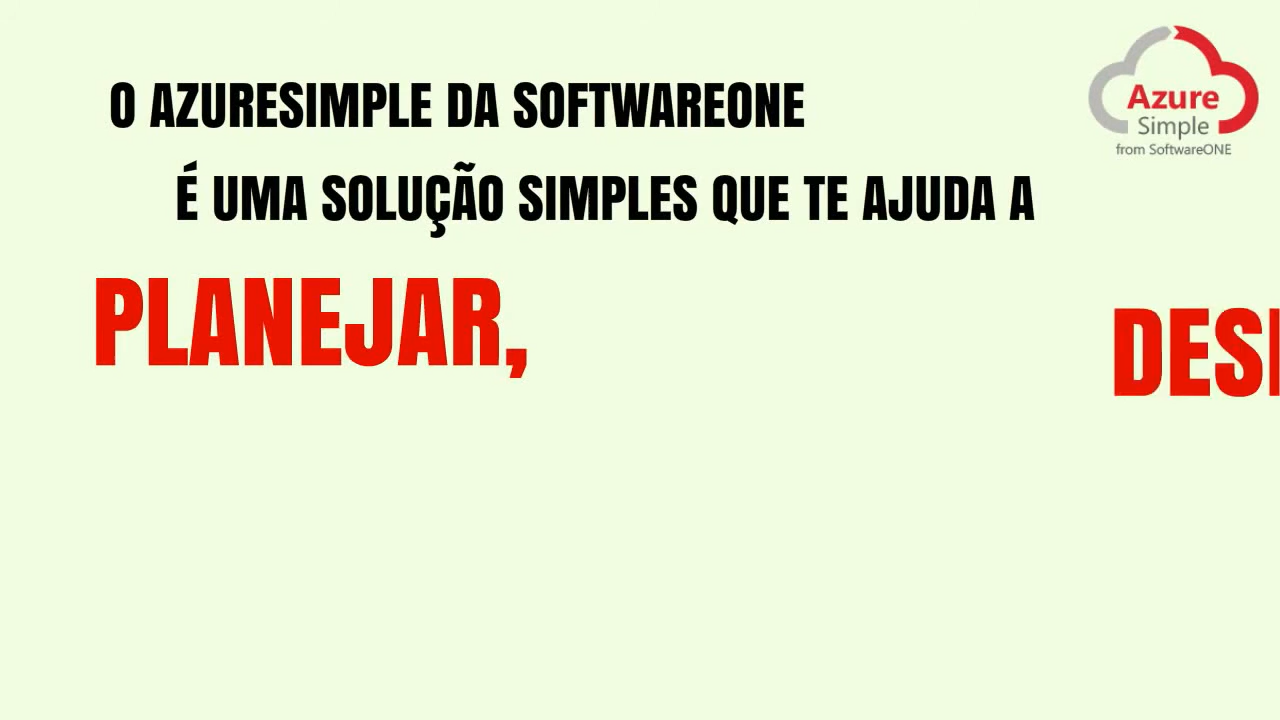 O AZURESIMPLE DA SOFTWAREONE
É UMA SOLUÇÃO SIMPLES QUE TE AJUDA A
PLANEJAR,
Azure
Simple
from SoftwareONE